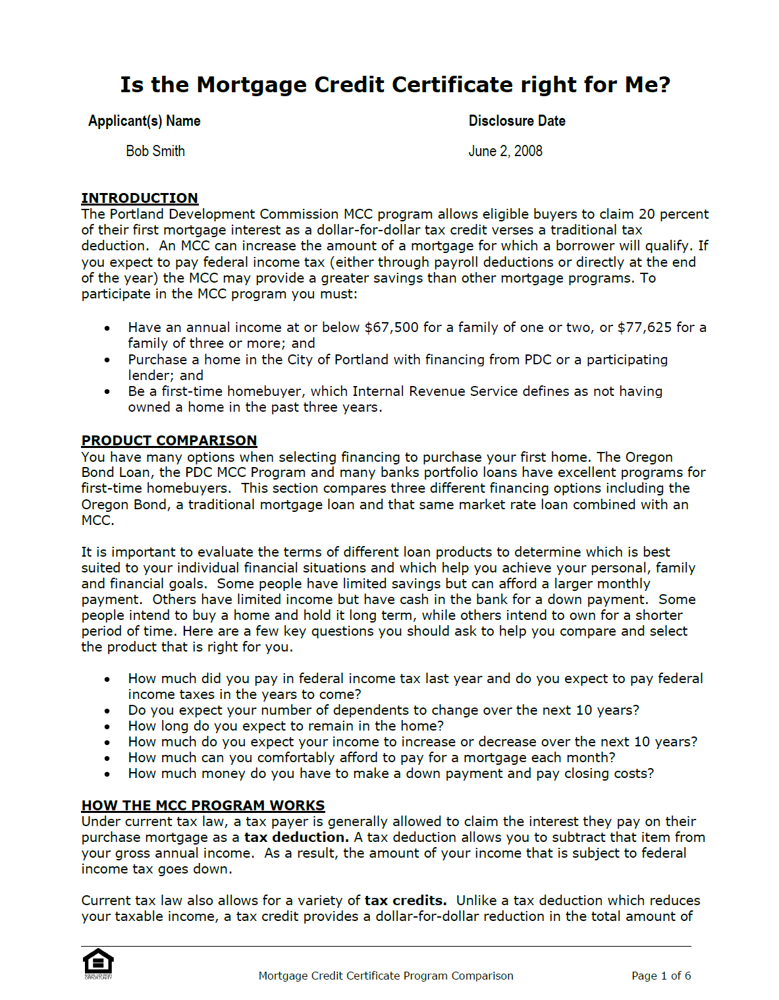 Is the Mortgage Credit Certificate right for Me?
Applicant(s) Name Disclosure Date
Bob Smith June 2, 2008
INTRODUCTION
The Portland Development Commission MCC program allows eligible buyers to claim 20 percent
of their first mortgage interest as a dollar-for-dollar tax credit verses a traditional tax
deduction.  An MCC can increase the amount of a mortgage for which a borrower will qualify. If
you expect to pay federal income tax (either through payroll deductions or directly at the end
of the year) the MCC may provide a greater savings than other mortgage programs. To
participate in the MCC program you must:
• Have an annual income at or below $67,500 for a family of one or two, or $77,625 for a
family of three or more; and
• Purchase a home in the City of Portland with financing from PDC or a participating
lender; and
• Be a first-time homebuyer, which Internal Revenue Service defines as not having
owned a home in the past three years.
PRODUCT COMPARISON
You have many options when selecting financing to purchase your first home. The Oregon
Bond Loan, the PDC MCC Program and many banks portfolio loans have excellent programs for
first-time homebuyers.  This section compares three different financing options including the
Oregon Bond, a traditional mortgage loan and that same market rate loan combined with an
MCC.
It is important to evaluate the terms of different loan products to determine which is best
suited to your individual financial situations and which help you achieve your personal, family
and financial goals.  Some people have limited savings but can afford a larger monthly
payment.  Others have limited income but have cash in the bank for a down payment.  Some
people intend to buy a home and hold it long term, while others intend to own for a shorter
period of time. Here are a few key questions you should ask to help you compare and select
the product that is right for you.
• How much did you pay in federal income tax last year and do you expect to pay federal
income taxes in the years to come?
• Do you expect your number of dependents to change over the next 10 years?
• How long do you expect to remain in the home?
• How much do you expect your income to increase or decrease over the next 10 years?
• How much can you comfortably afford to pay for a mortgage each month?
• How much money do you have to make a down payment and pay closing costs?
HOW THE MCC PROGRAM WORKS
Under current tax law, a tax payer is generally allowed to claim the interest they pay on their
purchase mortgage as a tax deduction. A tax deduction allows you to subtract that item from
your gross annual income.  As a result, the amount of your income that is subject to federal
income tax goes down.
Current tax law also allows for a variety of tax credits.  Unlike a tax deduction which reduces
your taxable income, a tax credit provides a dollar-for-dollar reduction in the total amount of
EQUAL HOUSING
OPPORTUNITY
Mortgage Credit Certificate Program Comparison Page 1 of 6